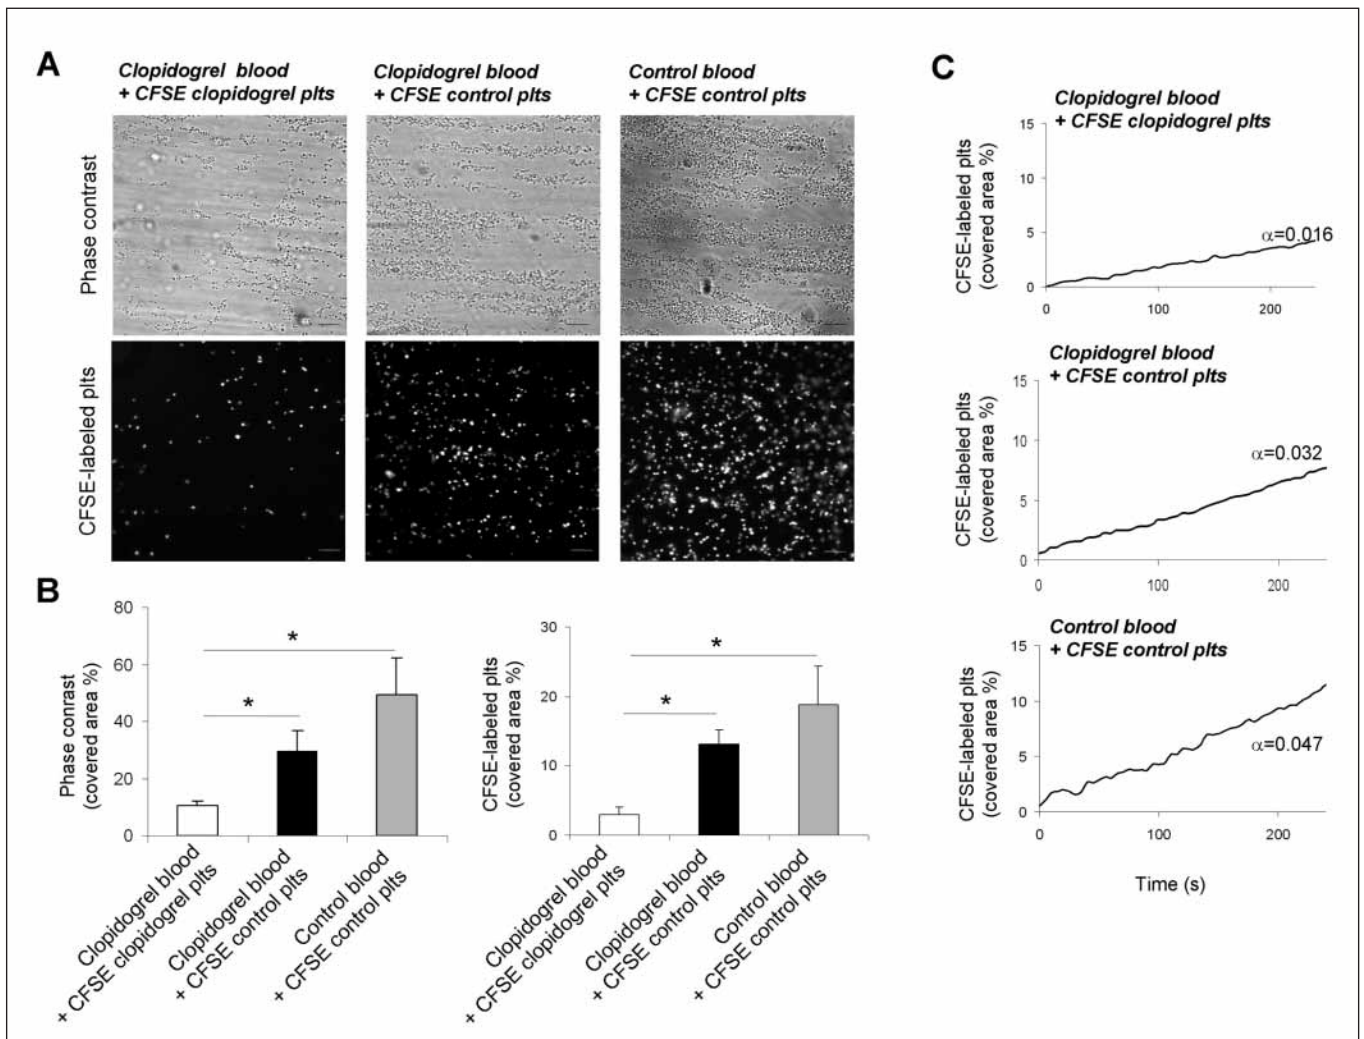 A
Clopidogrel blood
+ CFSE clopidogrel plts
Clopidogrel blood
+ CFSE control plts
Control blood
+ CFSE control plts
Phase contrast
CFSE-labeled plts
B
Phase conrast
(covered area %)
80
60
40
20
0
*
*
Clopidogrel blood
+ CFSE clopidogrel plts
Clopidogrel blood
+ CFSE control plts
Control blood
+ CFSE control plts
CFSE-labeled plts
(covered area %)
30
20
10
0
*
*
Clopidogrel blood
+ CFSE clopidogrel plts
Clopidogrel blood
+ CFSE control plts
Control blood
+ CFSE control plts
C
Clopidogrel blood
+ CFSE clopidogrel plts
CFSE-labeled plts
(covered area %)
15
10
5
0
α=0.016
0 100 200
Clopidogrel blood
+ CFSE control plts
CFSE-labeled plts
(covered area %)
15
10
5
0
α=0.032
0 100 200
Control blood
+ CFSE control plts
CFSE-labeled plts
(covered area %)
15
10
5
0
α=0.047
0 100 200
Time (s)